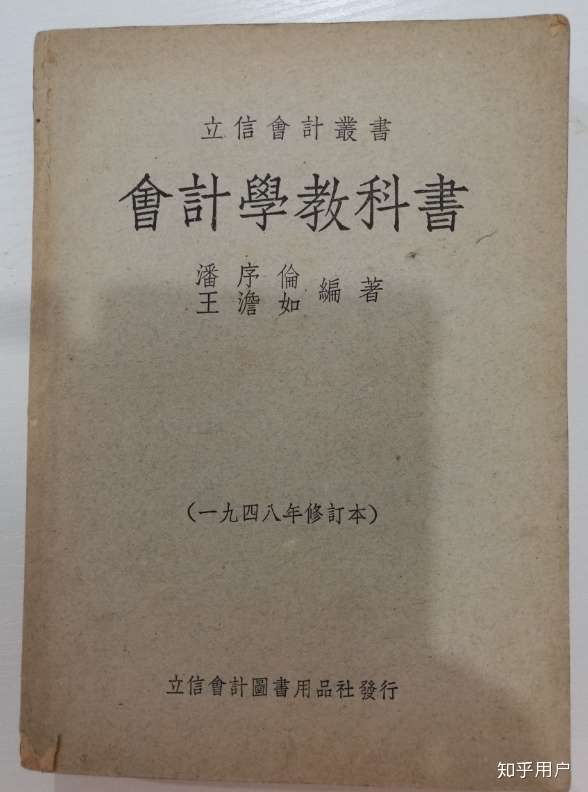 立信會計叢書
會計學教科書
潘序倫
王澹如 編著
(一九四八年修訂本)
立信會計圖書用品社發行
知乎用户